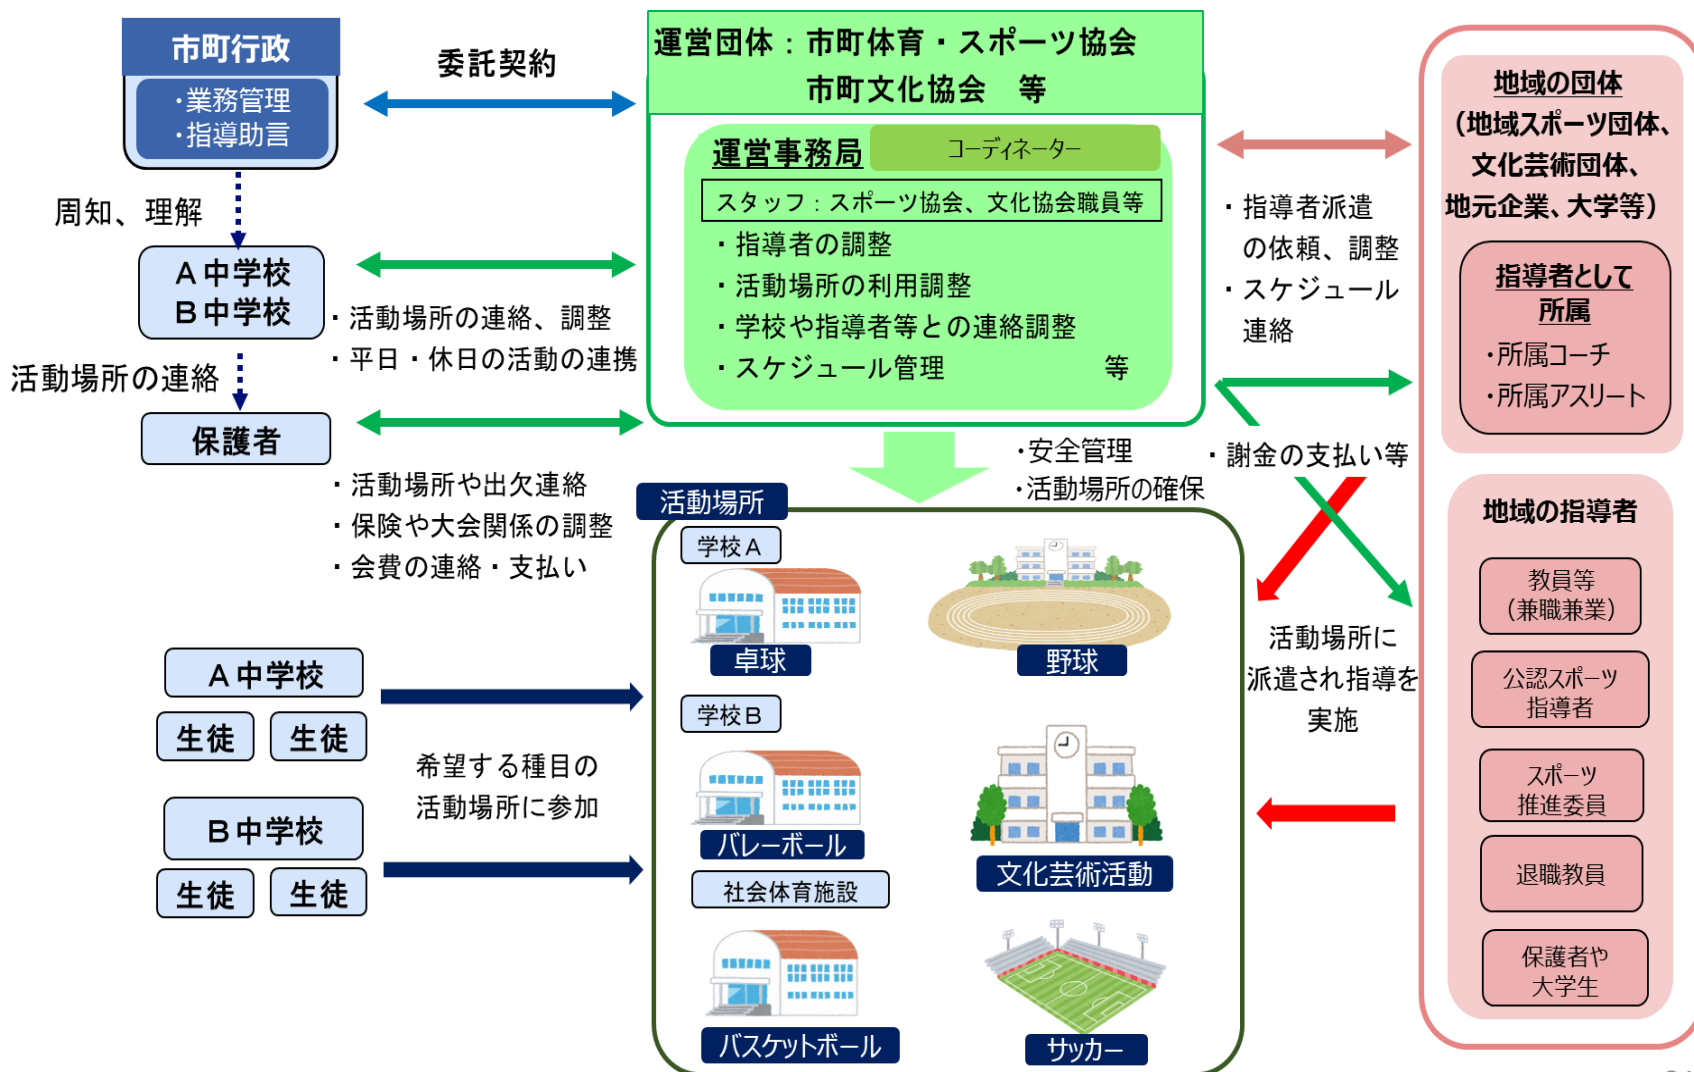 市町行政
・業務管理
・指導助言
委託契約
運営団体：市町体育・スポーツ協会
市町文化協会　等
運営事務局
コーディネーター
スタッフ：スポーツ協会、文化協会職員等
・指導者の調整
・活動場所の利用調整
・学校や指導者等との連絡調整
・スケジュール管理　　等
周知、理解
Ａ中学校
Ｂ中学校
・活動場所の連絡、調整
・平日・休日の活動の連携
活動場所の連絡
保護者
・活動場所や出欠連絡
・保険や大会関係の調整
・会費の連絡・支払い
・指導者派遣
の依頼、調整
・スケジュール
連絡
・謝金の支払い等
地域の団体
（地域スポーツ団体、
文化芸術団体、
地元企業、大学等）
指導者として
所属
・所属コーチ
・所属アスリート
・安全管理
・活動場所の確保
活動場所
学校Ａ
卓球
野球
学校Ｂ
バレーボール
文化芸術活動
社会体育施設
バスケットボール
サッカー
Ａ中学校
生徒
生徒
Ｂ中学校
生徒
生徒
希望する種目の
活動場所に参加
活動場所に
派遣され指導を
実施
地域の指導者
教員等
（兼職兼業）
公認スポーツ
指導者
スポーツ
推進委員
退職教員
保護者や
大学生